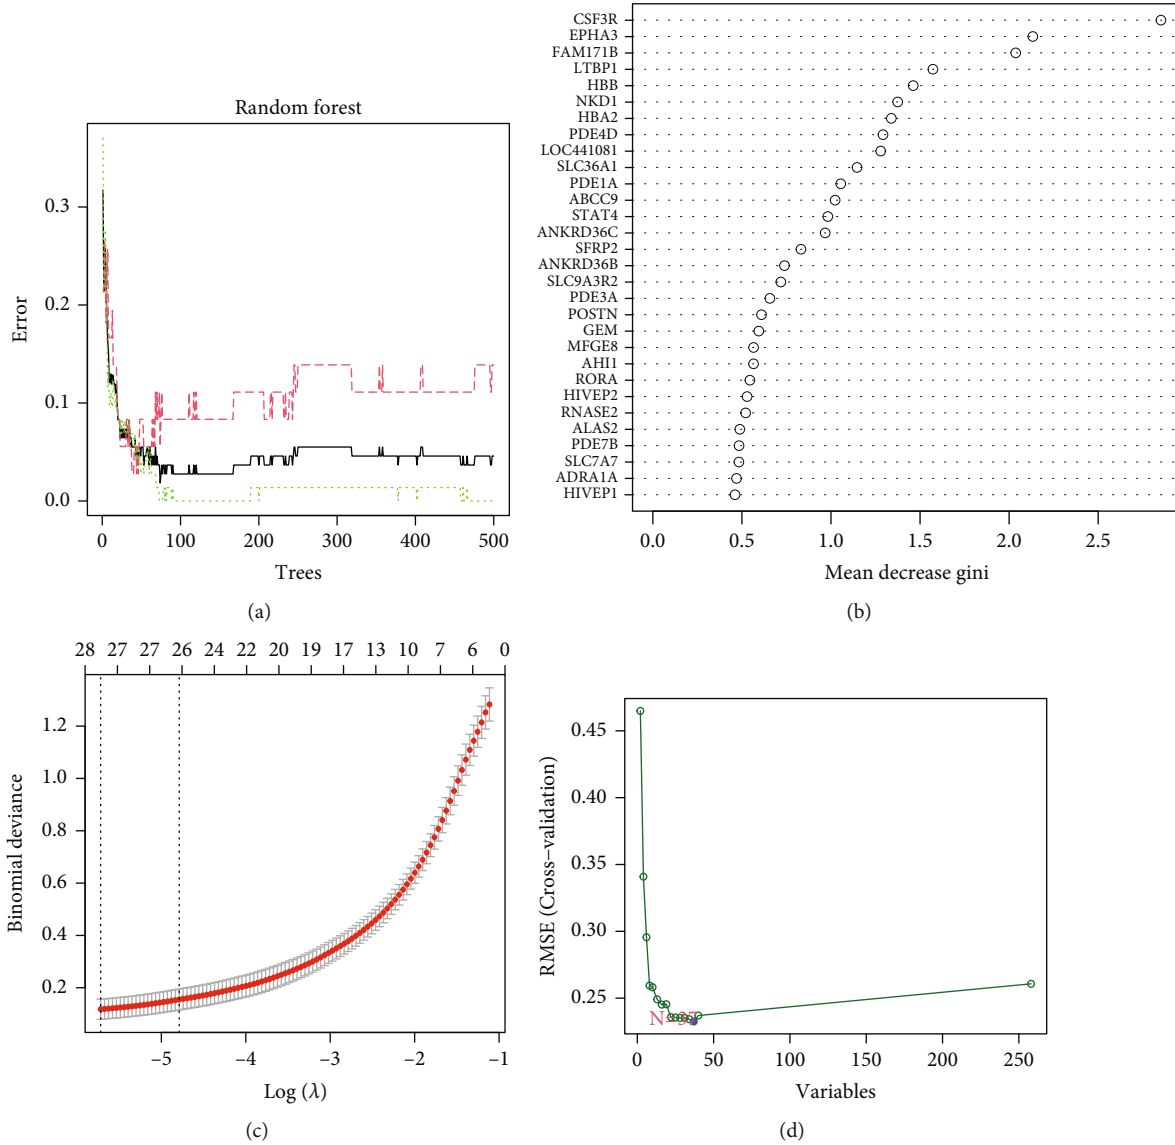 Random forest
Error
0.3
0.2
0.1
0.0
0 100 200 300 400 500
Trees
(a)
CSF3R
EPHA3
FAM171B
LTBP1
HBB
NKD1
HBA2
PDE4D
LOC441081
SLC36A1
PDE1A
ABCC9
STAT4
ANKRD36C
SFRP2
ANKRD36B
SLC9A3R2
PDE3A
POSTN
GEM
MFGE8
AHI1
RORA
HIVEP2
RNASE2
ALAS2
PDE7B
SLC7A7
ADRA1A
HIVEP1
0.0 0.5 1.0 1.5 2.0 2.5
Mean decrease gini
(b)
28 27 27 26 24 22 20 19 17 13 10 7 6 0
Binomial deviance
1.2
1.0
0.8
0.6
0.4
0.2
−5 −4 −3 −2 −1
Log (λ)
(c)
RMSE (Cross−validation)
0.45
0.40
0.35
0.30
0.25
N=37
0 50 100 150 200 250
Variables
(d)